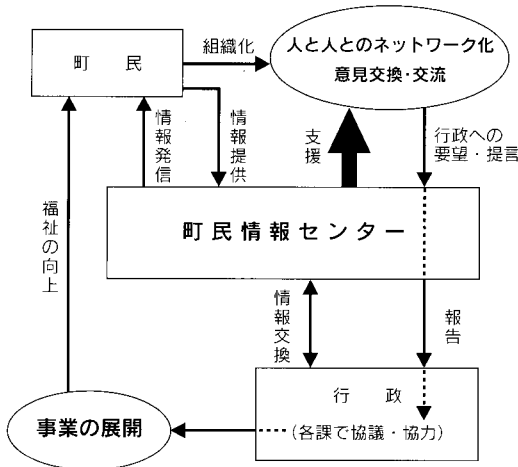 組織化
人と人とのネットワーク化
意見交換・交流
町　民
情報発信
情報提供
支援
行政への
要望・提言
福祉の向上
町民情報センター
情報交換
報告
行　政
(各課で協議・協力)
事業の展開